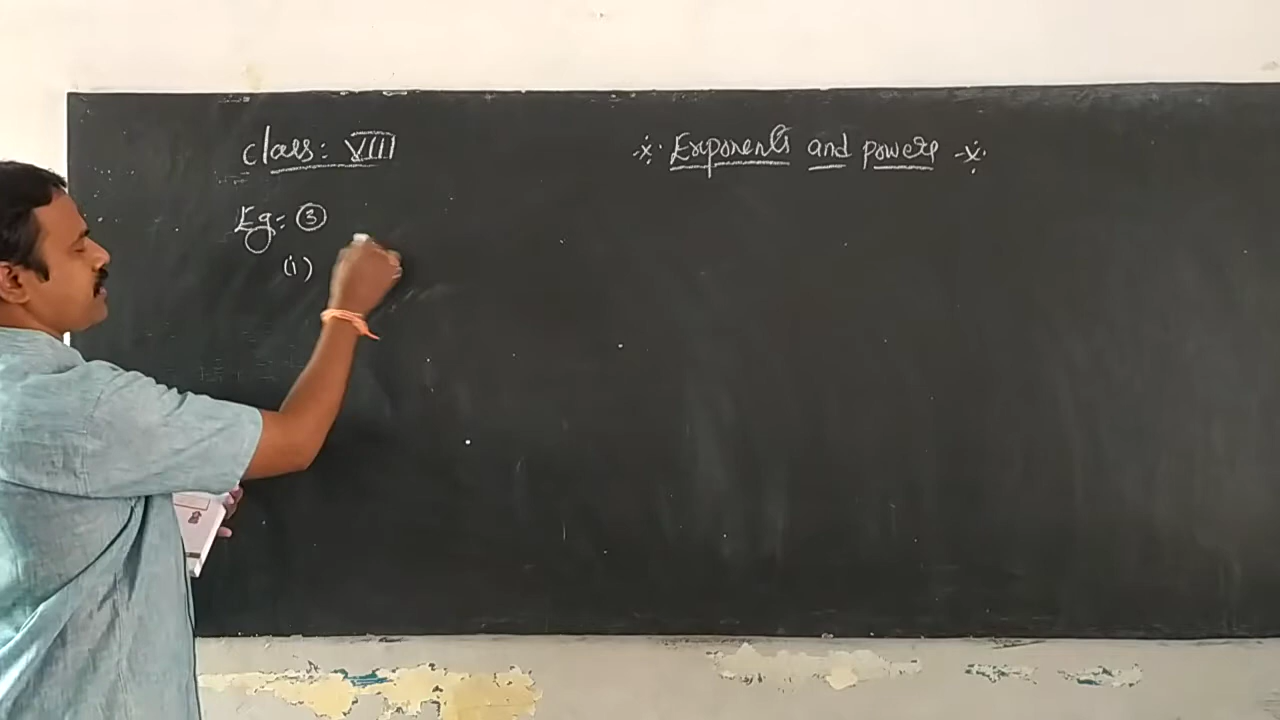 class: VIII
Exponents and powers
Eg: ③
(i)